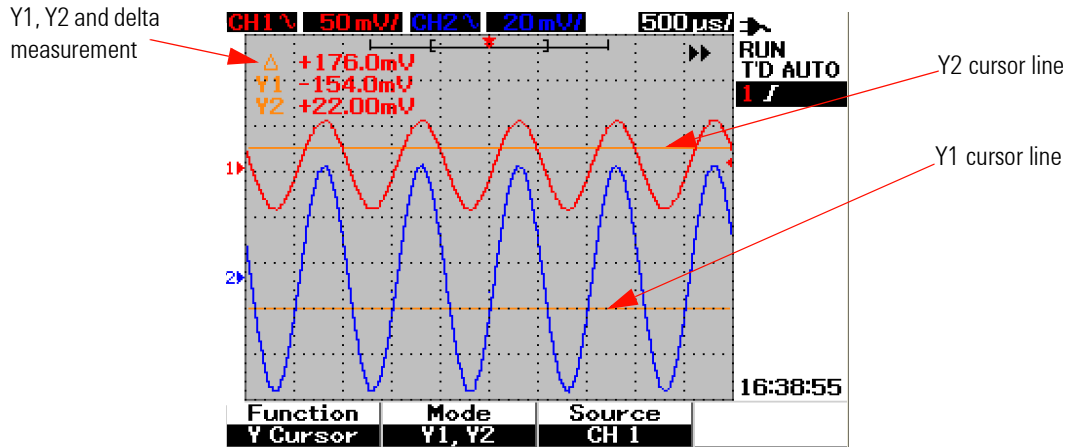 Y1, Y2 and delta
measurement
CH1 ∿ 50 mV/ CH2 ∿ 20 mV/ 500 µs/
RUN
T'D AUTO
1
Δ +176.0mV
Y1 -154.0mV
Y2 +22.00mV
Y2 cursor line
1
Y1 cursor line
2
16:38:55
Function Mode Source
Y Cursor Y1, Y2 CH 1